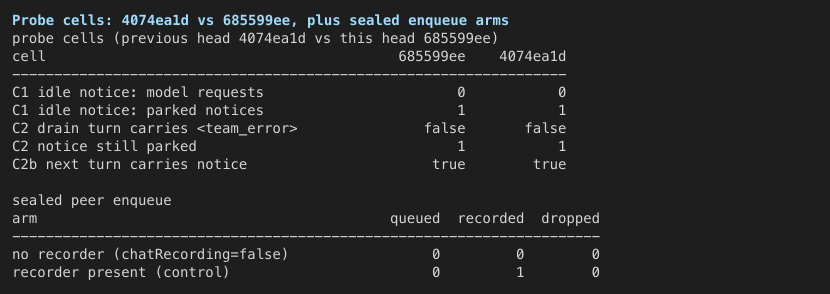 Probe cells: 4074ea1d vs 685599ee, plus sealed enqueue arms
probe cells (previous head 4074ea1d vs this head 685599ee)
cell 685599ee 4074ea1d
------------------------------------------------------------------
C1 idle notice: model requests 0 0
C1 idle notice: parked notices 1 1
C2 drain turn carries <team_error> false false
C2 notice still parked 1 1
C2b next turn carries notice true true
sealed peer enqueue
arm queued recorded dropped
----------------------------------------------------------------------
no recorder (chatRecording=false) 0 0 0
recorder present (control) 0 1 0